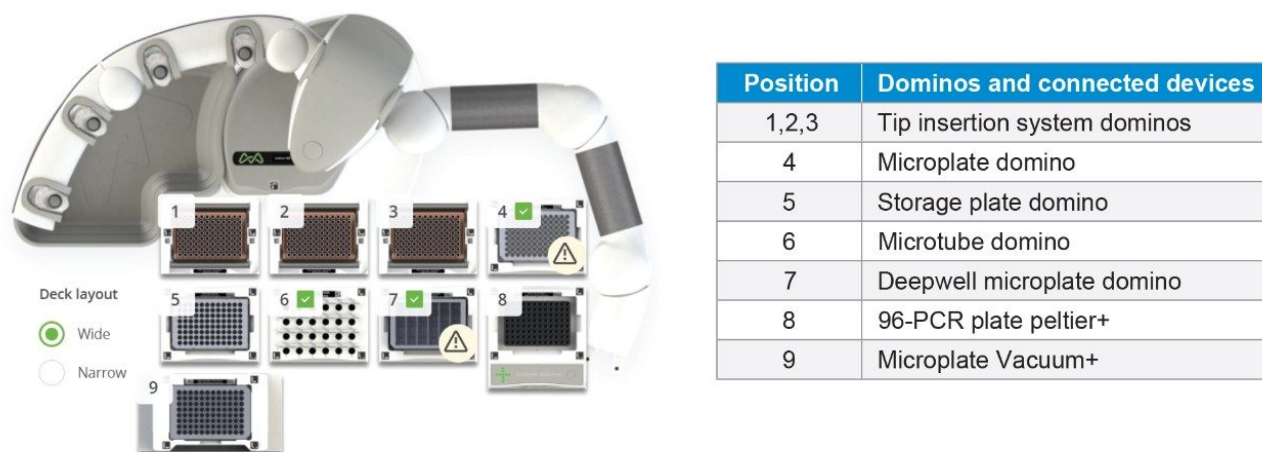 1
2
3
4
5
6
7
8
9
Deck layout
Wide
Narrow
Position Dominos and connected devices
1,2,3 Tip insertion system dominos
4 Microplate domino
5 Storage plate domino
6 Microtube domino
7 Deepwell microplate domino
8 96-PCR plate peltier+
9 Microplate Vacuum+